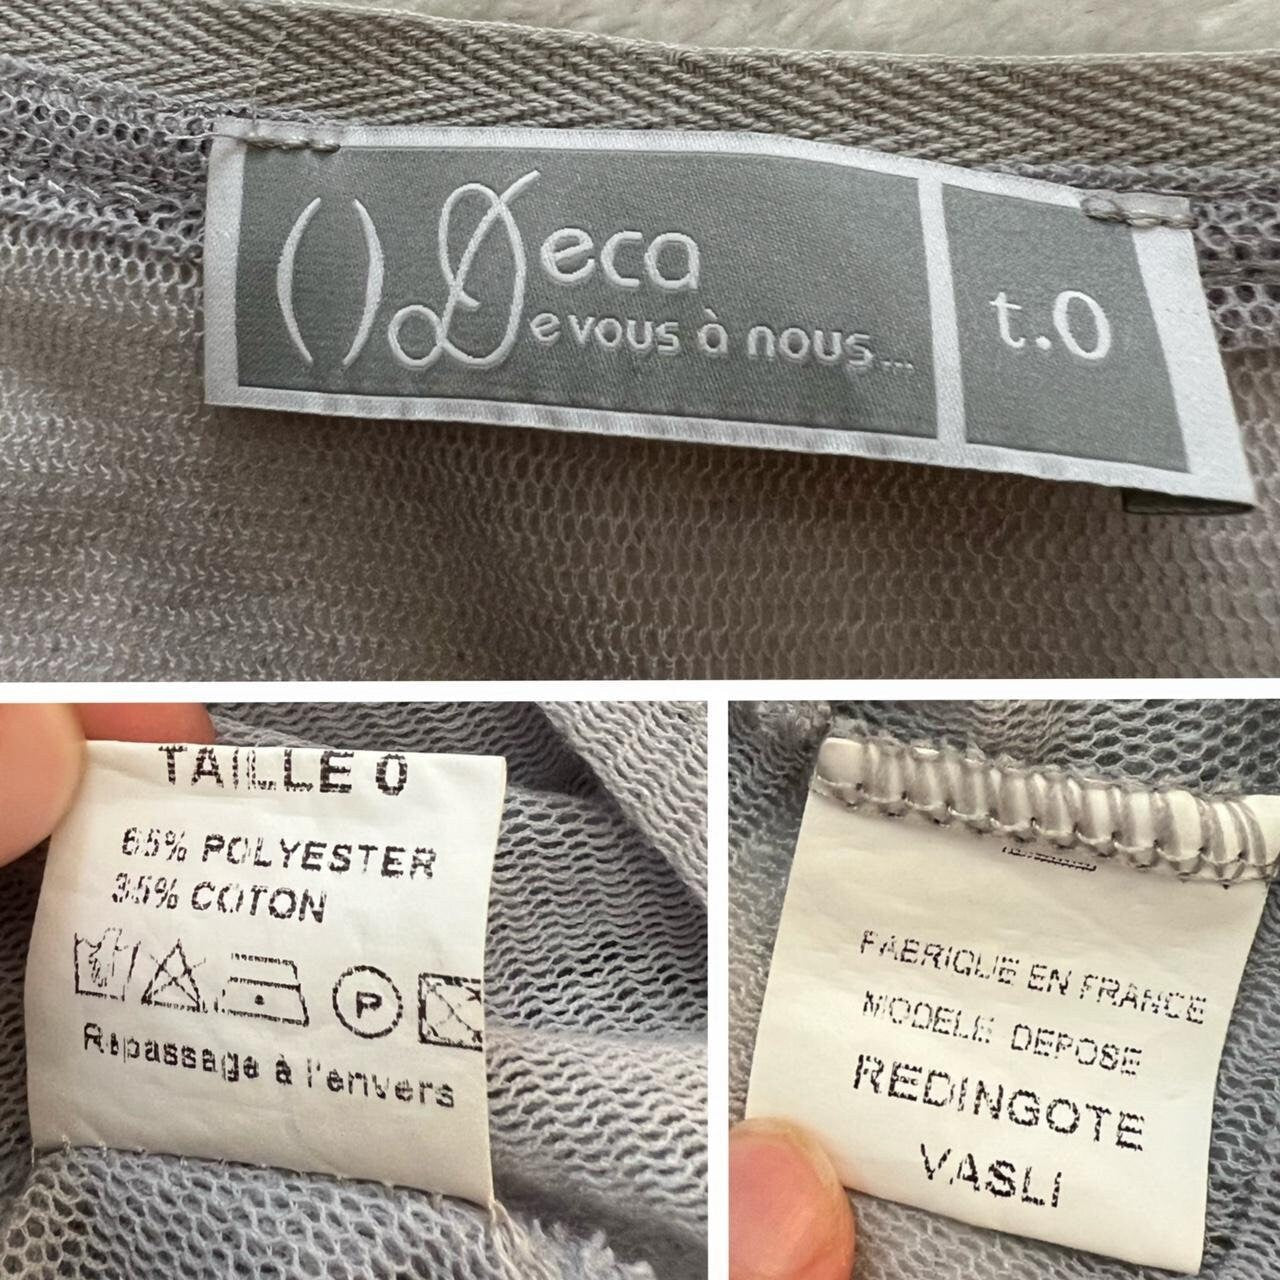 () Deca
De vous à nous...
t.0
TAILLE 0
65% POLYESTER
35% COTON
P
Repassage à l'envers
FABRIQUE EN FRANCE
MODELE DEPOSE
REDINGOTE
VASLI